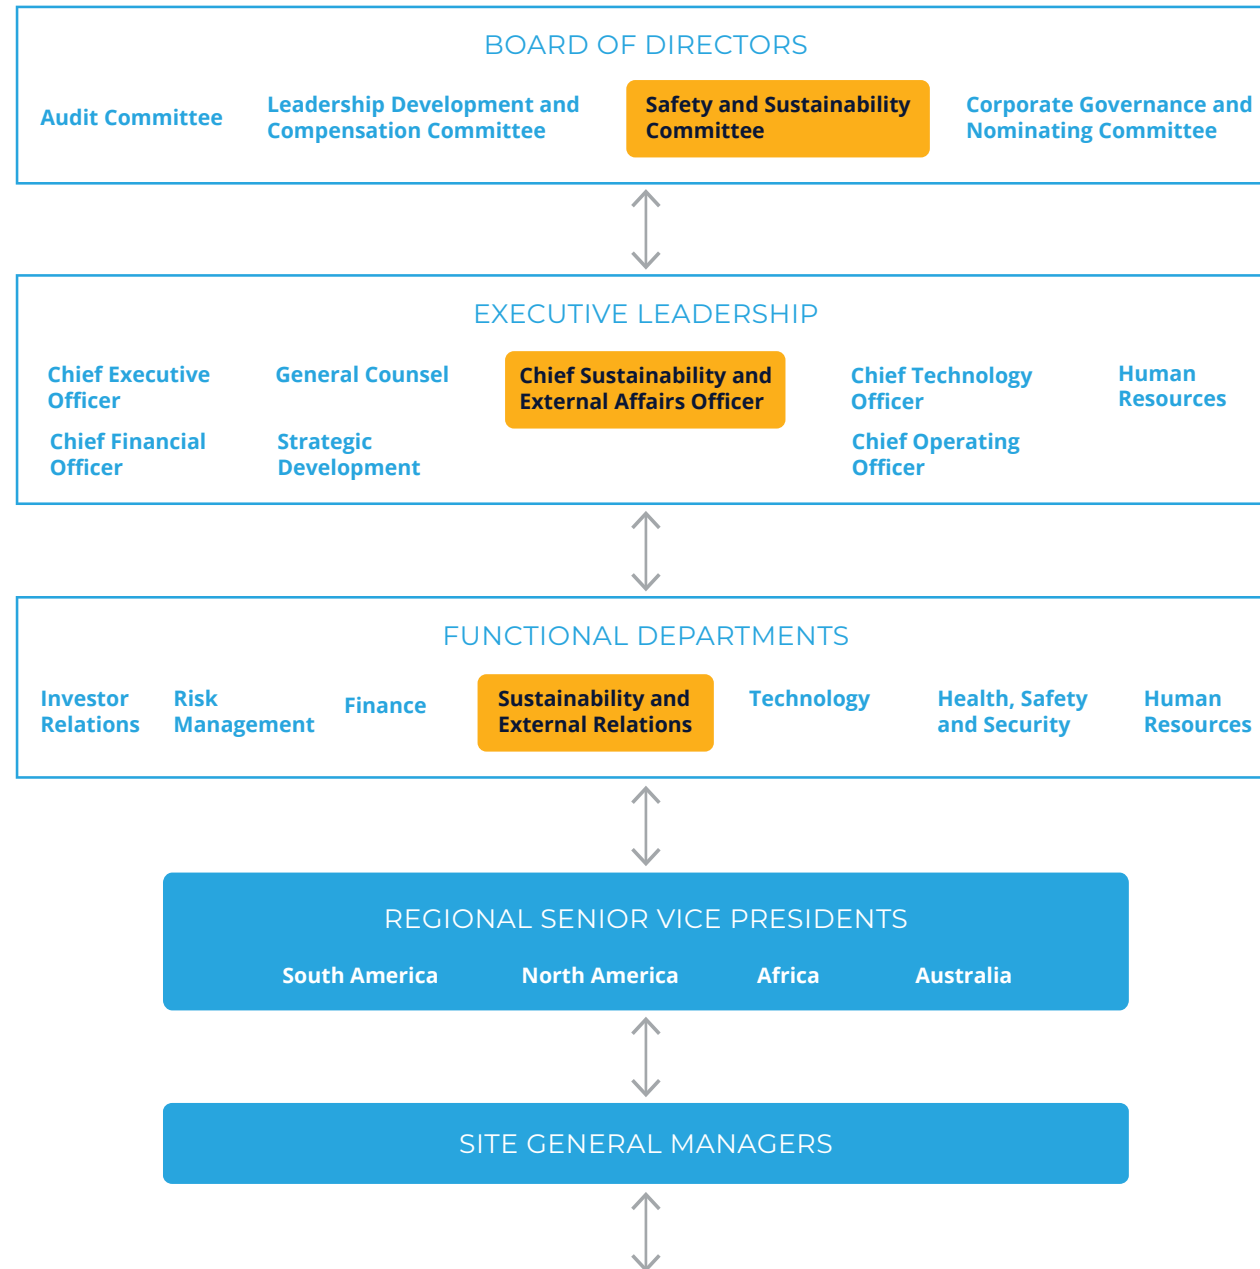 BOARD OF DIRECTORS
Audit Committee
Leadership Development and
Compensation Committee
Safety and Sustainability
Committee
Corporate Governance and
Nominating Committee
EXECUTIVE LEADERSHIP
Chief Executive
Officer
General Counsel
Chief Sustainability and
External Affairs Officer
Chief Technology
Officer
Human
Resources
Chief Financial
Officer
Strategic
Development
Chief Operating
Officer
FUNCTIONAL DEPARTMENTS
Investor
Relations
Risk
Management
Finance
Sustainability and
External Relations
Technology
Health, Safety
and Security
Human
Resources
REGIONAL SENIOR VICE PRESIDENTS
South America
North America
Africa
Australia
SITE GENERAL MANAGERS